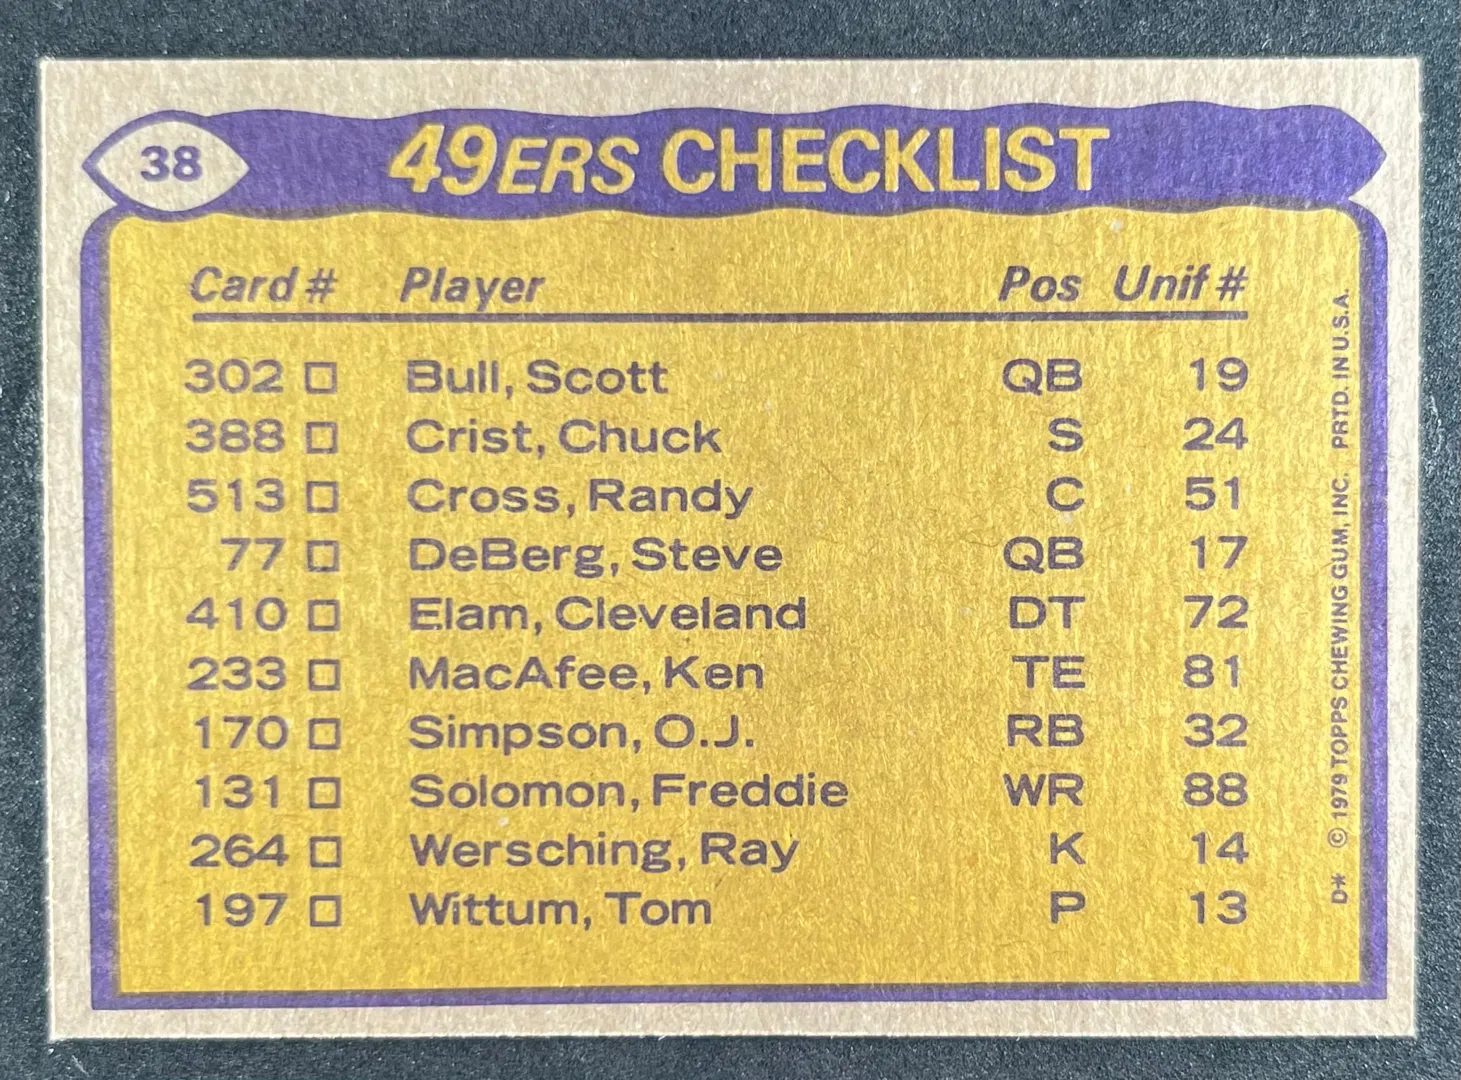 38
49ERS CHECKLIST
Card # Player Pos Unif #
302 □ Bull, Scott QB 19
388 □ Crist, Chuck S 24
513 □ Cross, Randy C 51
77 □ DeBerg, Steve QB 17
410 □ Elam, Cleveland DT 72
233 □ MacAfee, Ken TE 81
170 □ Simpson, O.J. RB 32
131 □ Solomon, Freddie WR 88
264 □ Wersching, Ray K 14
197 □ Wittum, Tom P 13
D* © 1979 TOPPS CHEWING GUM, INC. PRTD. IN U.S.A.